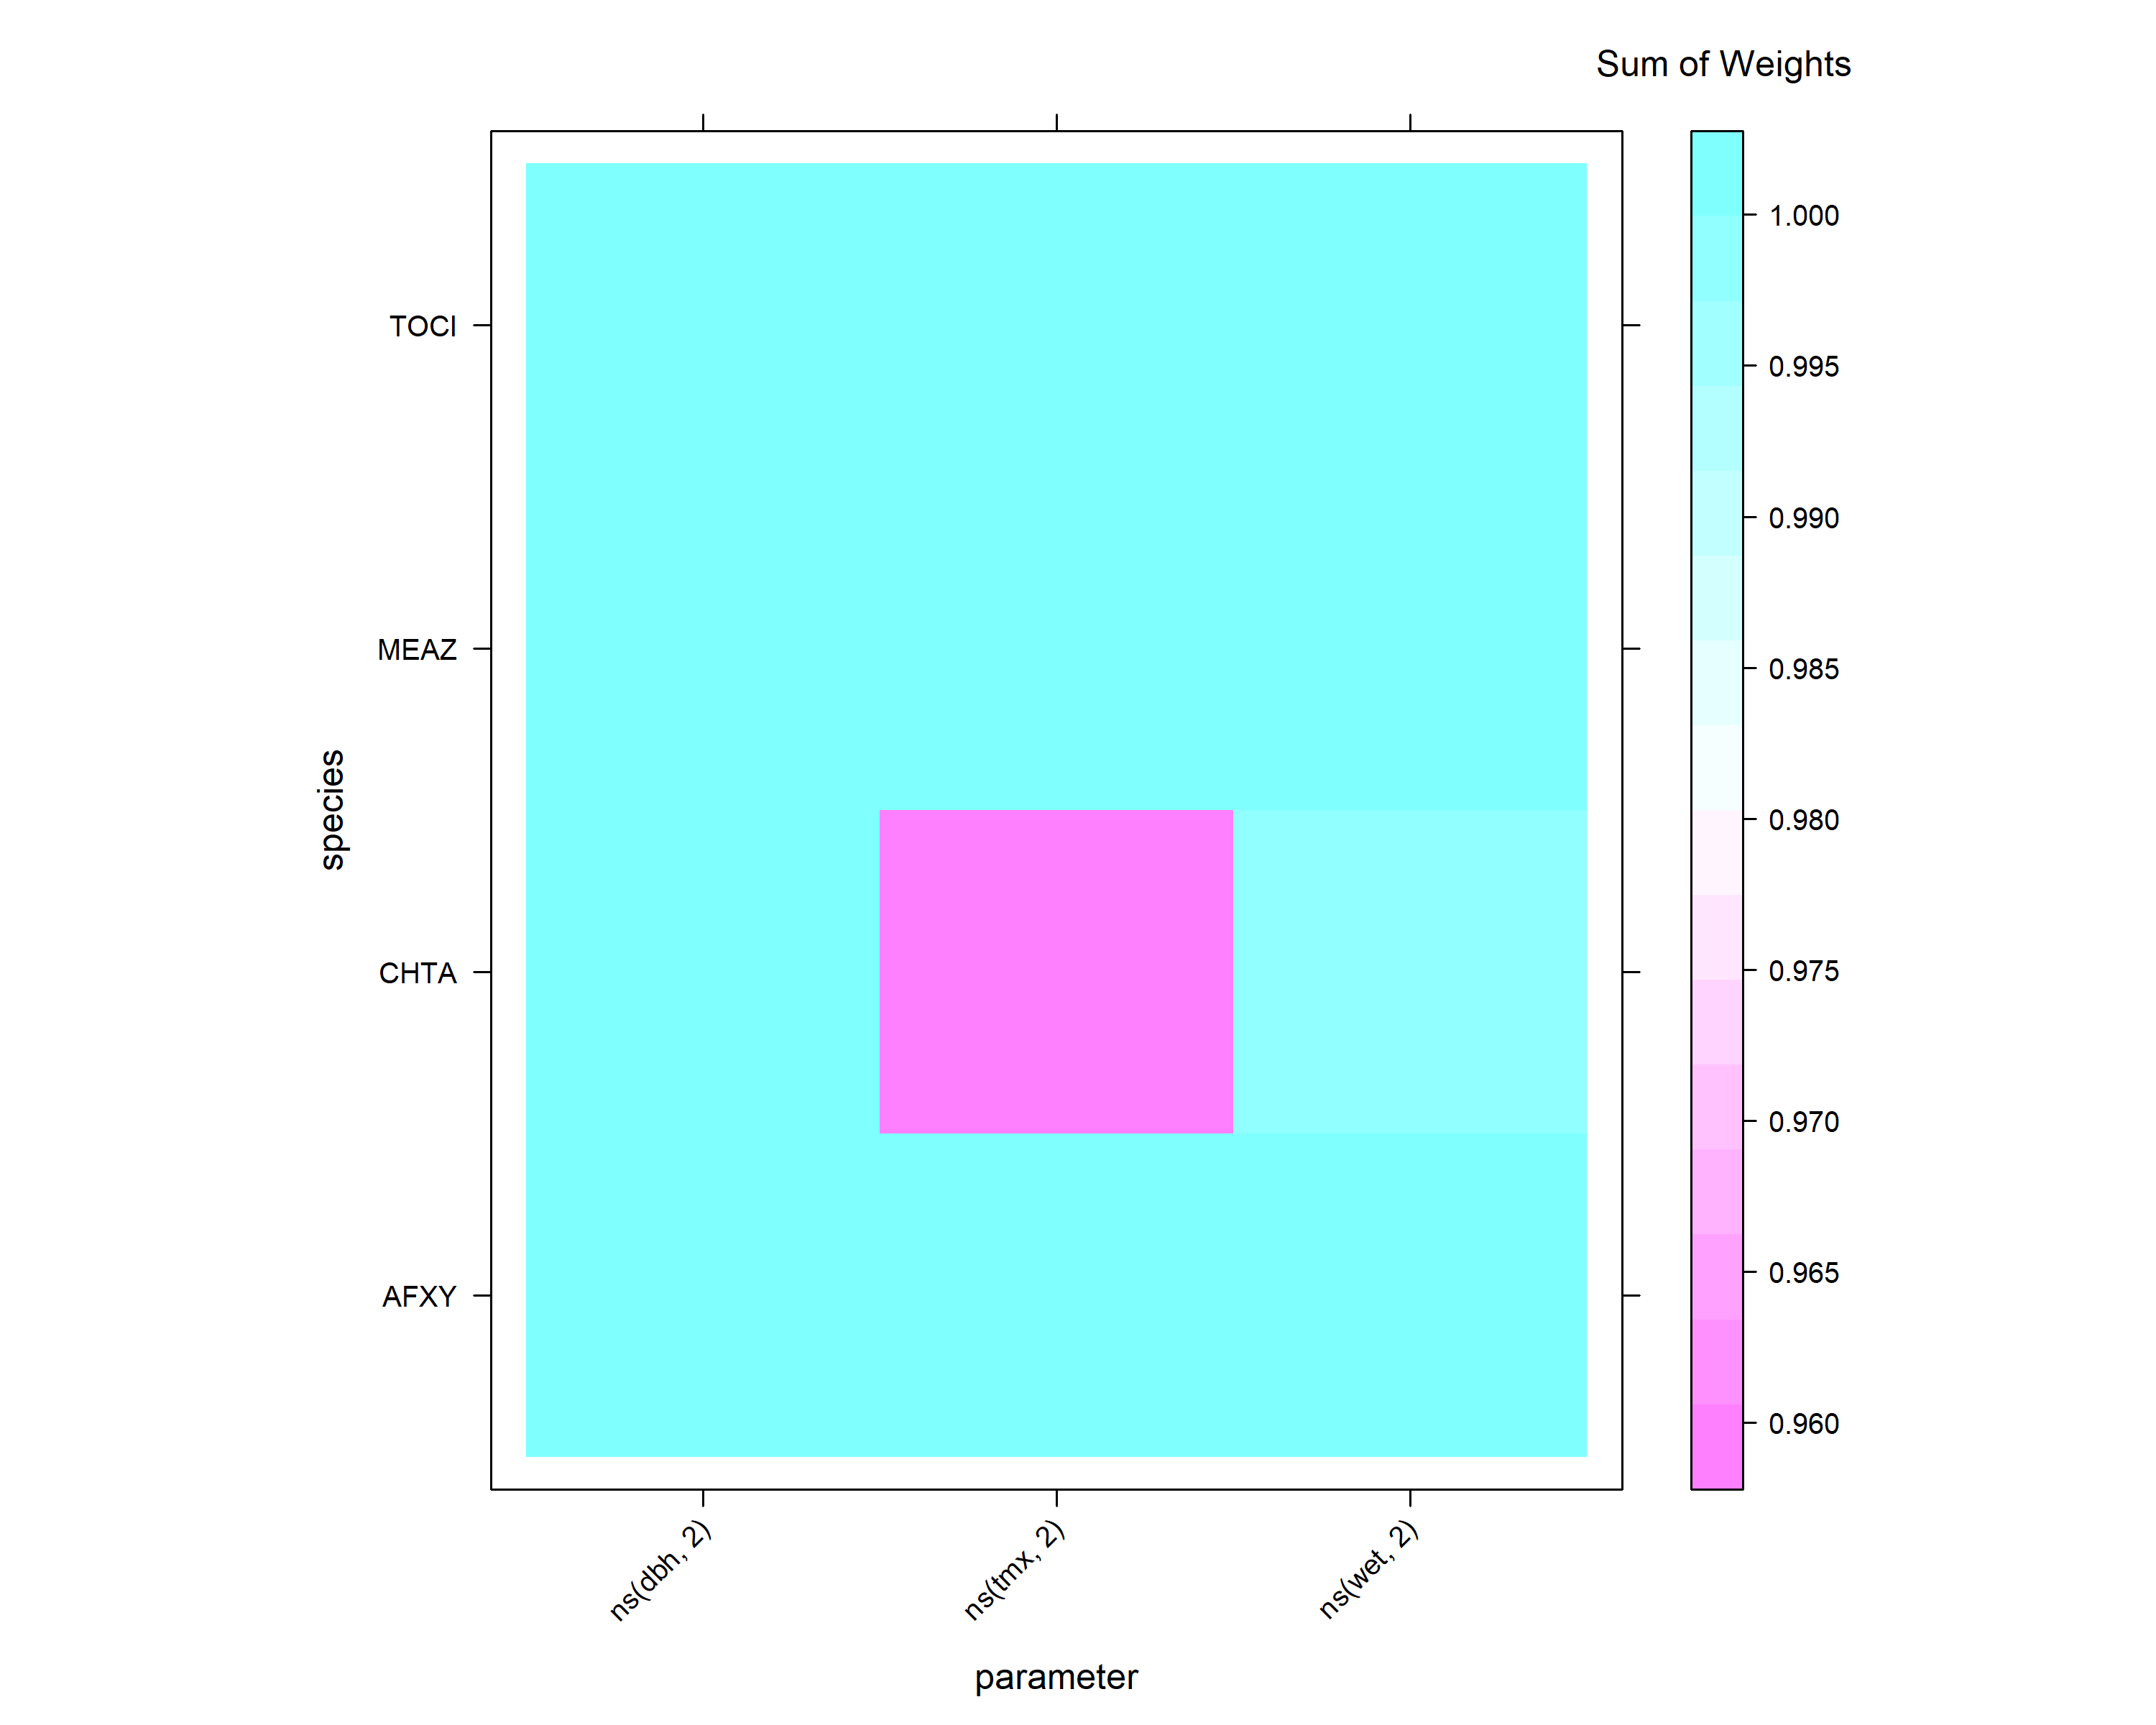 Sum of Weights
1.000
0.995
0.990
0.985
0.980
0.975
0.970
0.965
0.960
TOCI
MEAZ
CHTA
AFXY
species
ns(dbh, 2)
ns(tmx, 2)
ns(wet, 2)
parameter